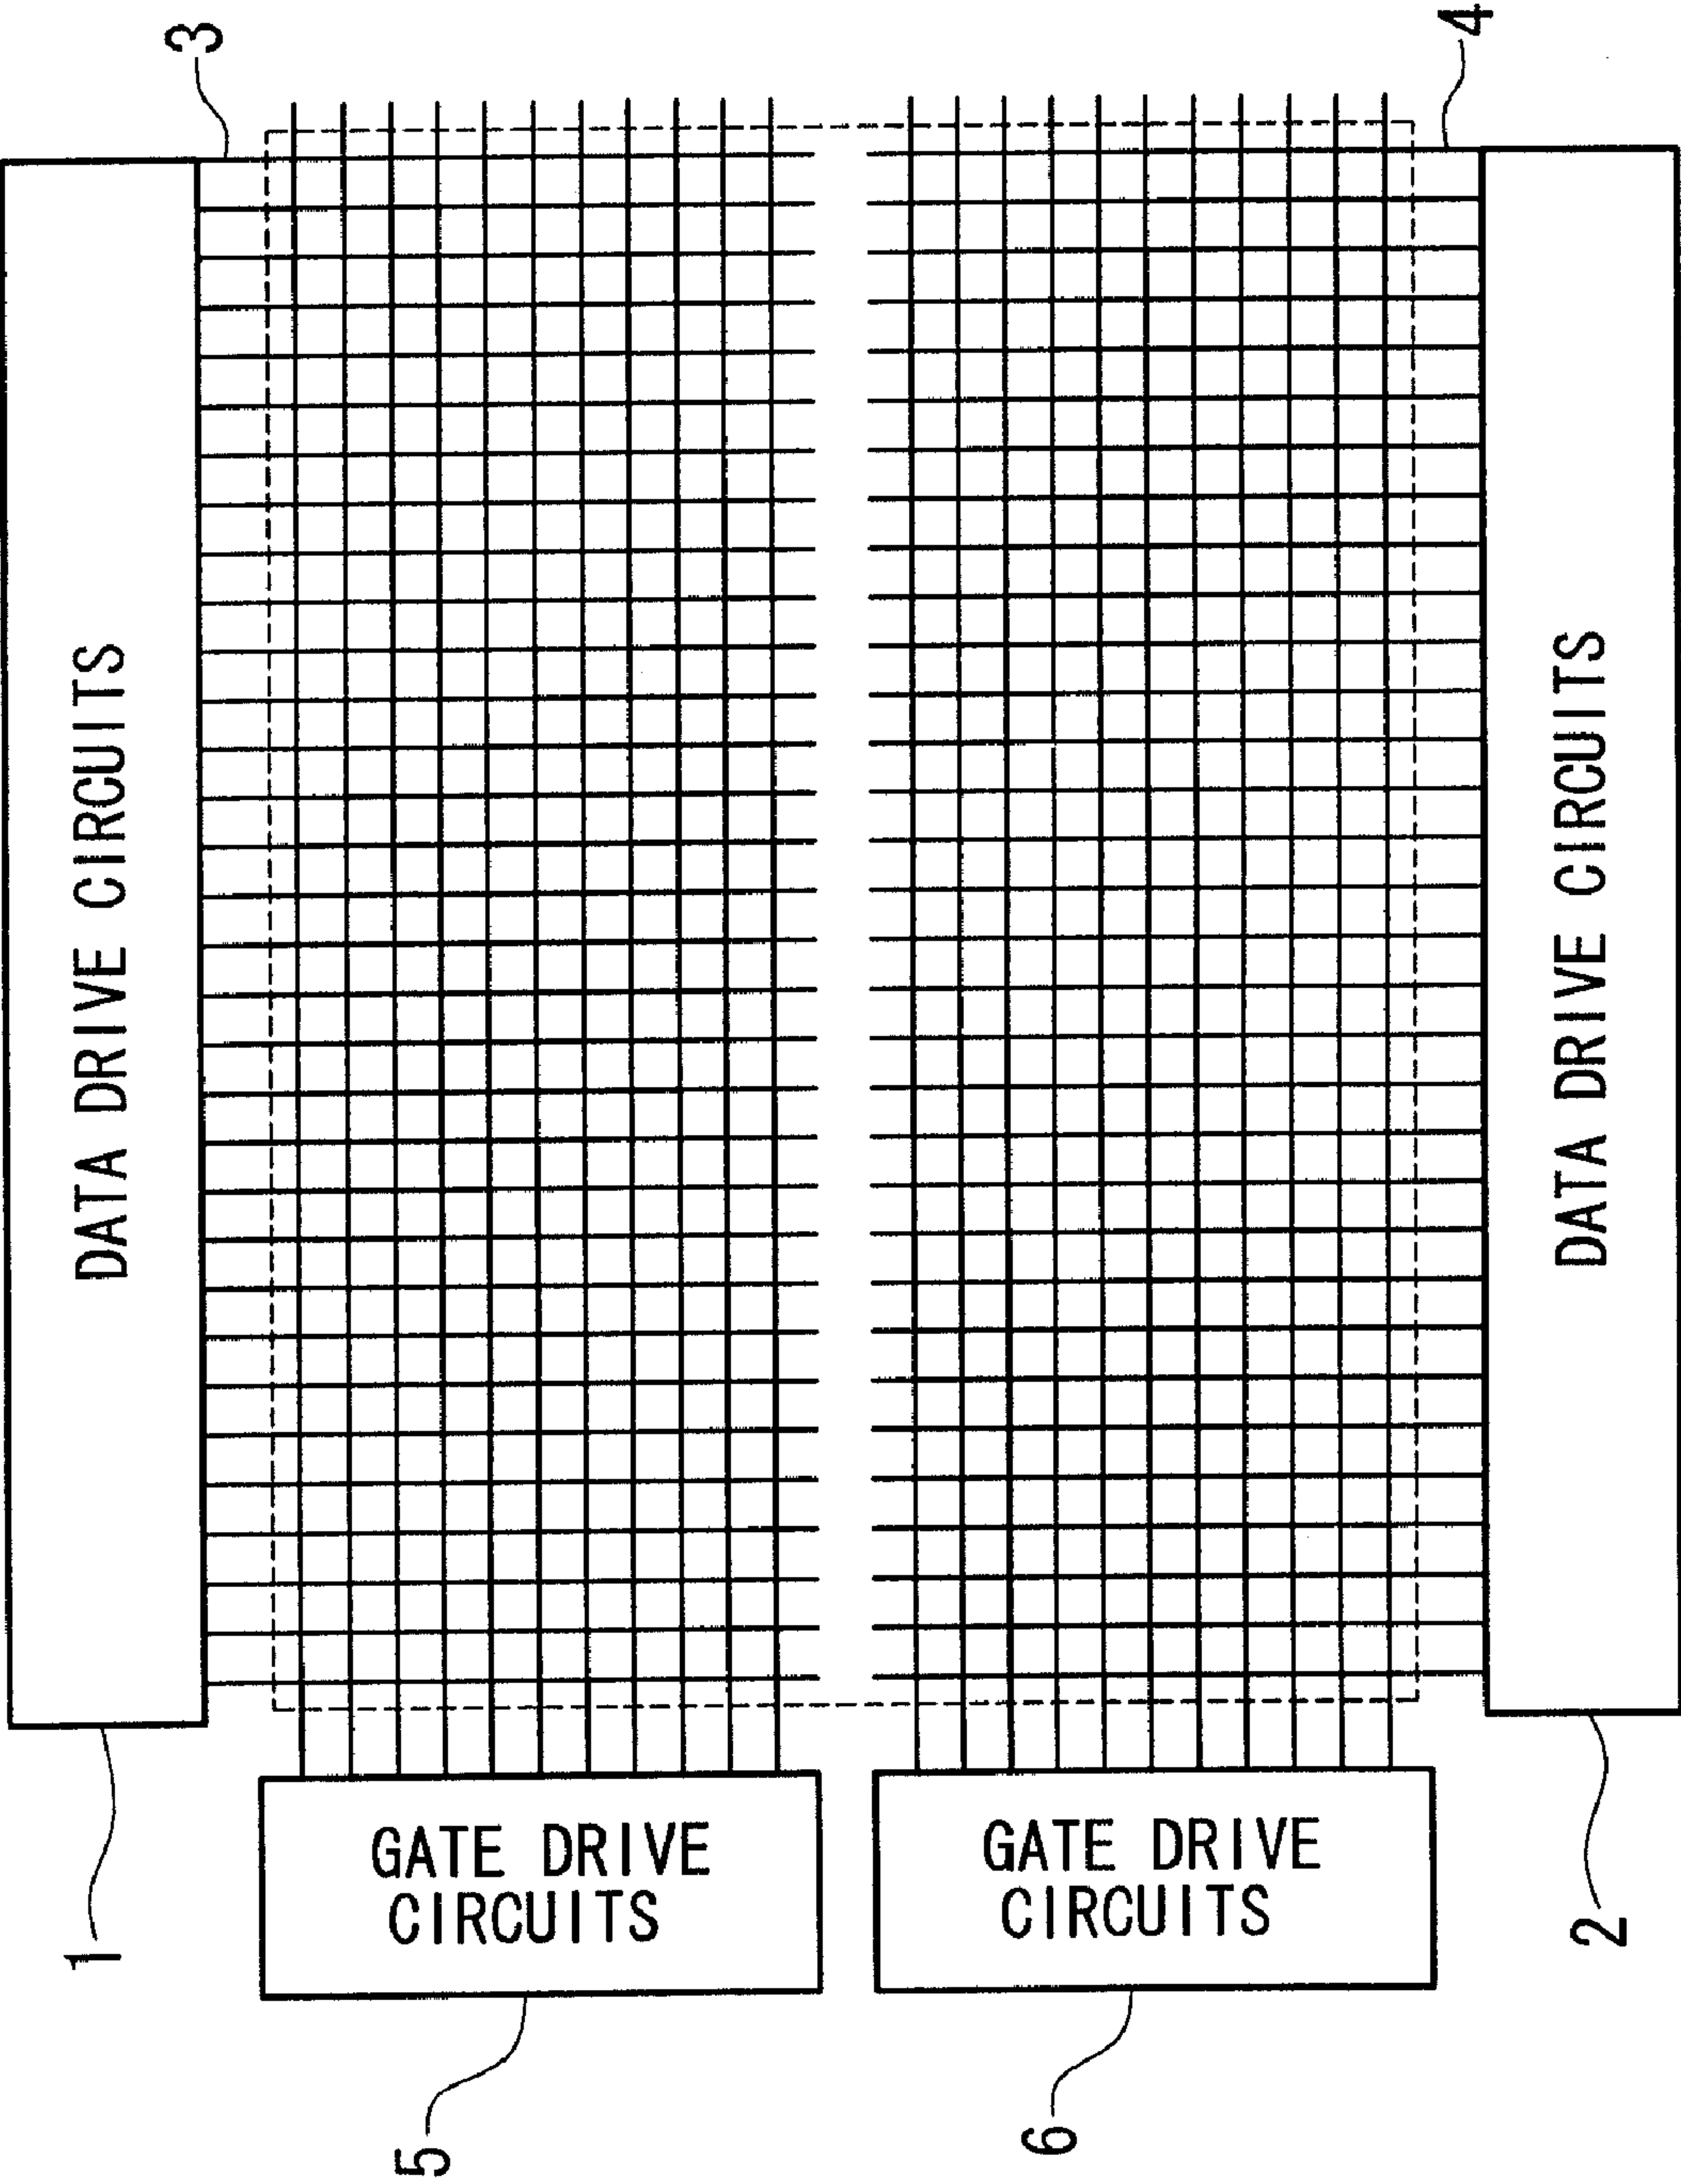 3
4
DATA DRIVE CIRCUITS
DATA DRIVE CIRCUITS
GATE DRIVE
CIRCUITS
GATE DRIVE
CIRCUITS
1
2
5
6